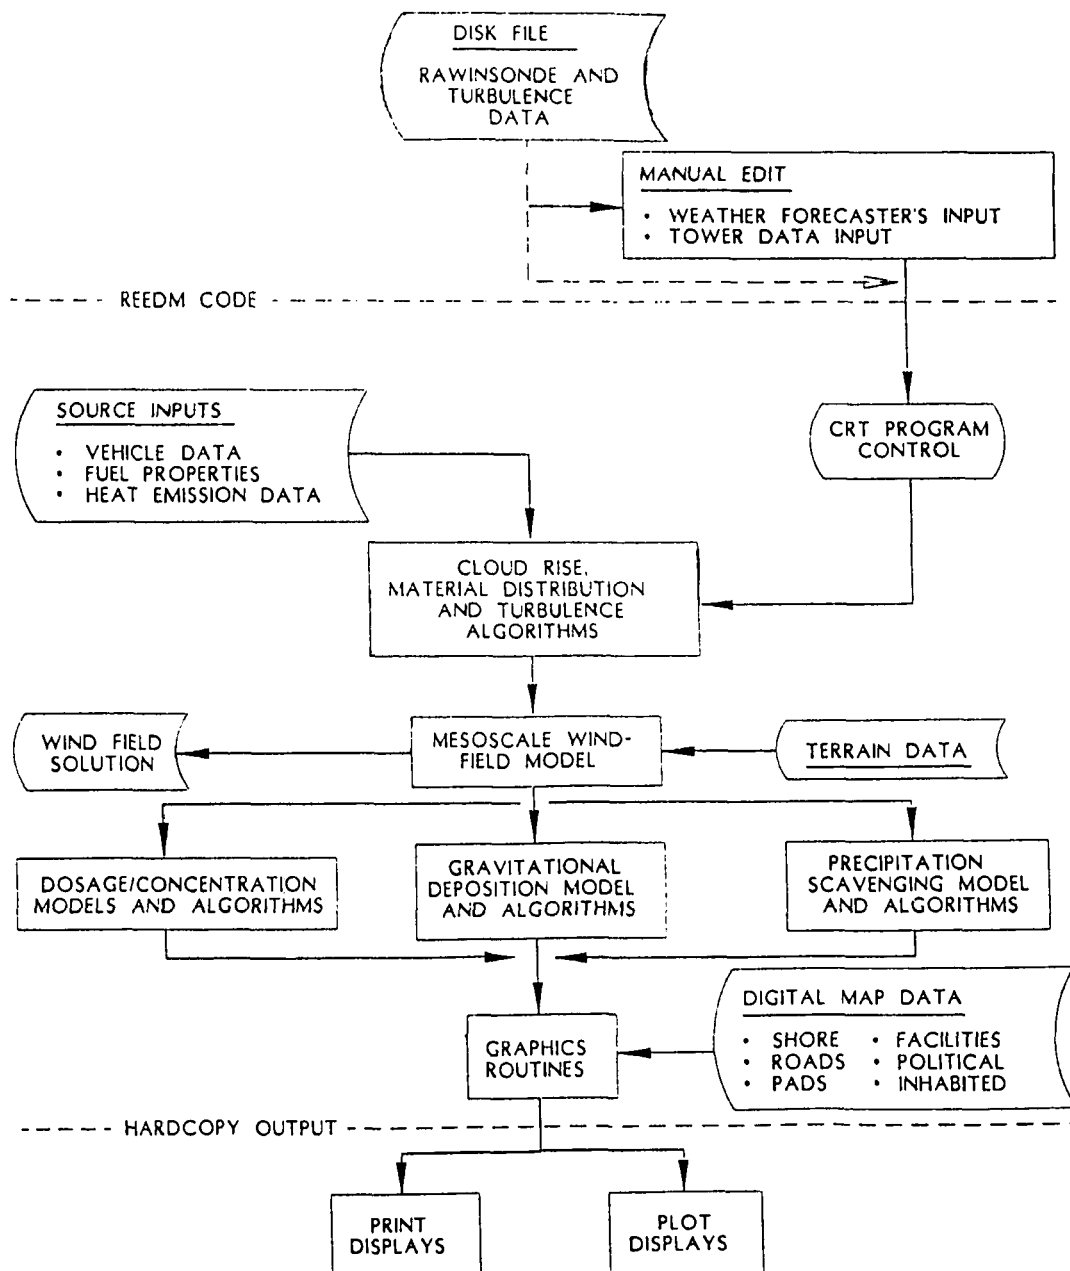 DISK FILE
RAWINSONDE AND
TURBULENCE
DATA
MANUAL EDIT
• WEATHER FORECASTER'S INPUT
• TOWER DATA INPUT
REEDM CODE
SOURCE INPUTS
• VEHICLE DATA
• FUEL PROPERTIES
• HEAT EMISSION DATA
CRT PROGRAM
CONTROL
CLOUD RISE,
MATERIAL DISTRIBUTION
AND TURBULENCE
ALGORITHMS
WIND FIELD
SOLUTION
MESOSCALE WIND-
FIELD MODEL
TERRAIN DATA
DOSAGE/CONCENTRATION
MODELS AND ALGORITHMS
GRAVITATIONAL
DEPOSITION MODEL
AND ALGORITHMS
PRECIPITATION
SCAVENGING MODEL
AND ALGORITHMS
DIGITAL MAP DATA
• SHORE • FACILITIES
• ROADS • POLITICAL
• PADS • INHABITED
GRAPHICS
ROUTINES
HARDCOPY OUTPUT
PRINT
DISPLAYS
PLOT
DISPLAYS